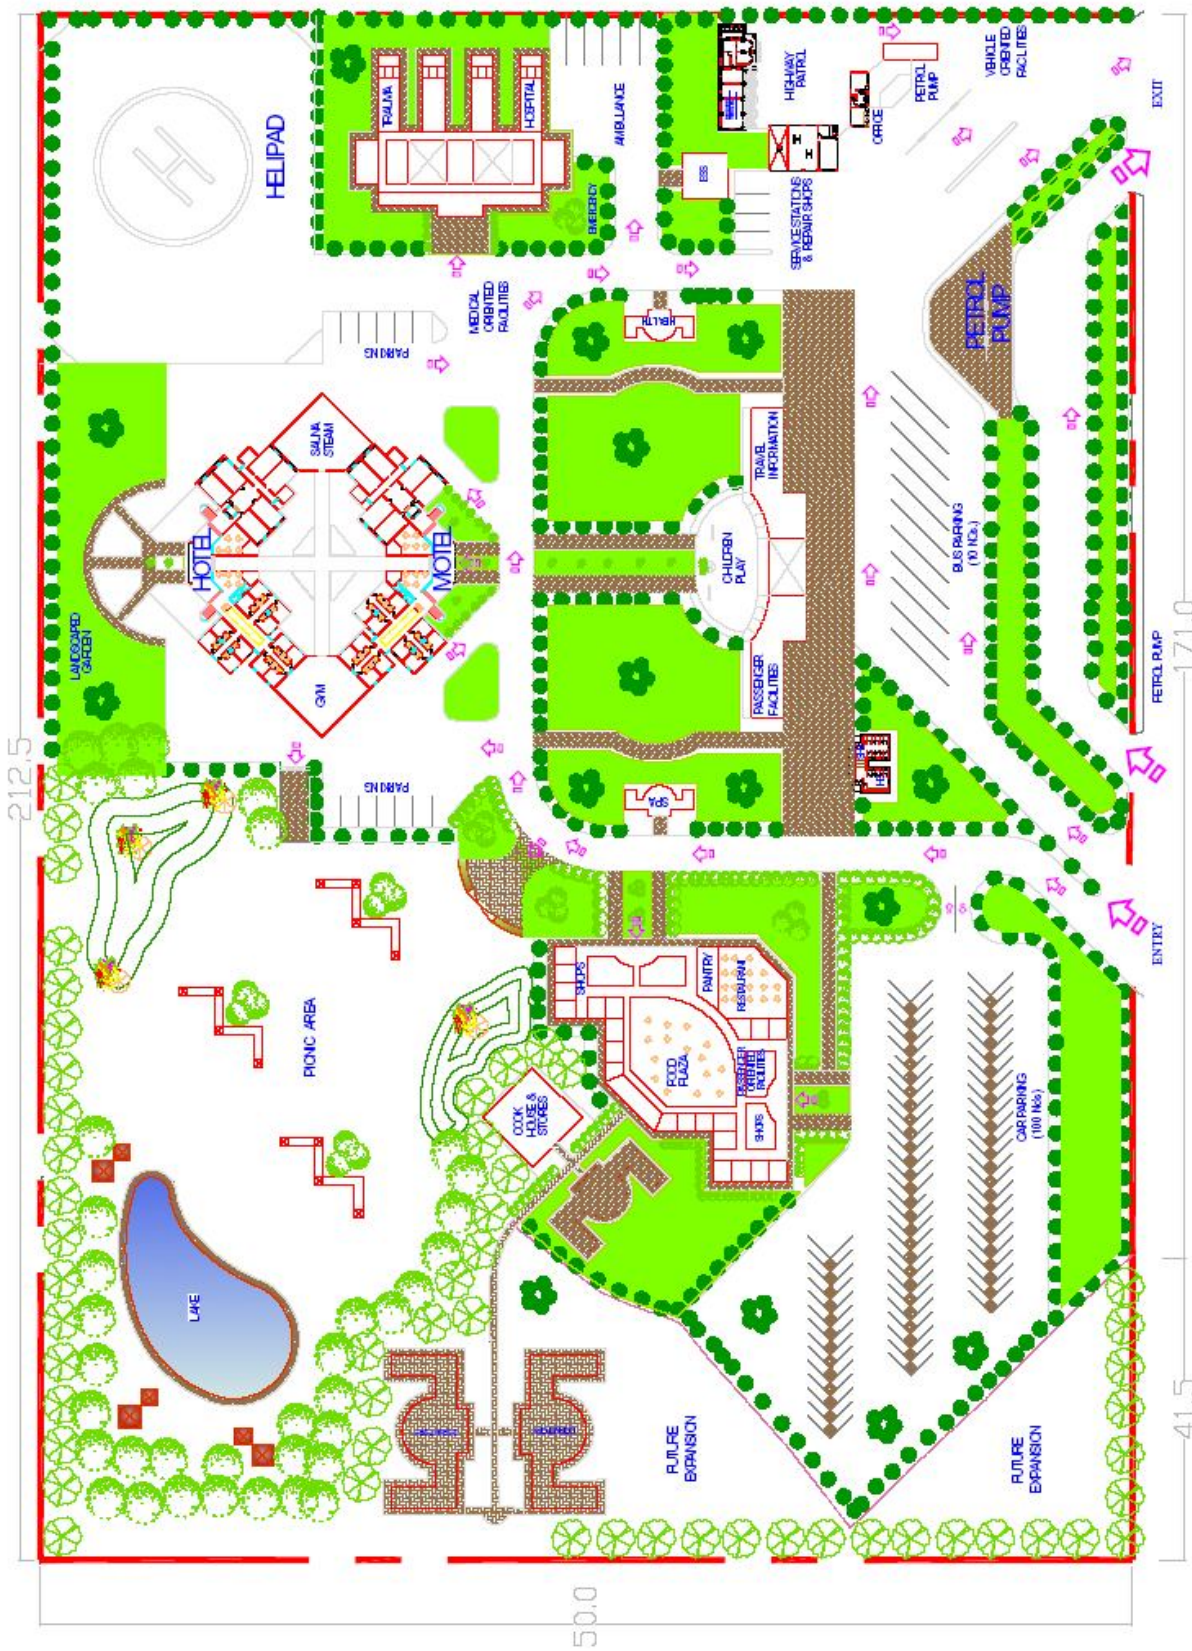 212.5
171.0
41.5
50.0
HELIPAD
TRAUMA
HOSPITAL
AMBULANCE
EMERGENCY
MEDICAL
ORIENTED
FACILITIES
HIGHWAY
PATROL
PETROL
PUMP
OFFICE
VEHICLE
ORIENTED
FACILITIES
EXIT
ESS
SERVICE STATIONS
& REPAIR SHOPS
PETROL
PUMP
PARKING
HEALTH
TRAVEL
INFORMATION
CHILDREN
PLAY
PASSENGER
FACILITIES
SPA
BUS PARKING
(10 NOs.)
PETROL PUMP
LANDSCAPED
GARDEN
HOTEL
MOTEL
SAUNA
STEAM
GYM
PARKING
ENTRY
PICNIC AREA
SHOPS
PANTRY
RESTAURANT
FOOD
PLAZA
PASSENGER
ORIENTED
FACILITIES
SHOPS
COOK
HOUSE &
STORES
CAR PARKING
(100 NOs)
LAKE
FUTURE
EXPANSION
FUTURE
EXPANSION